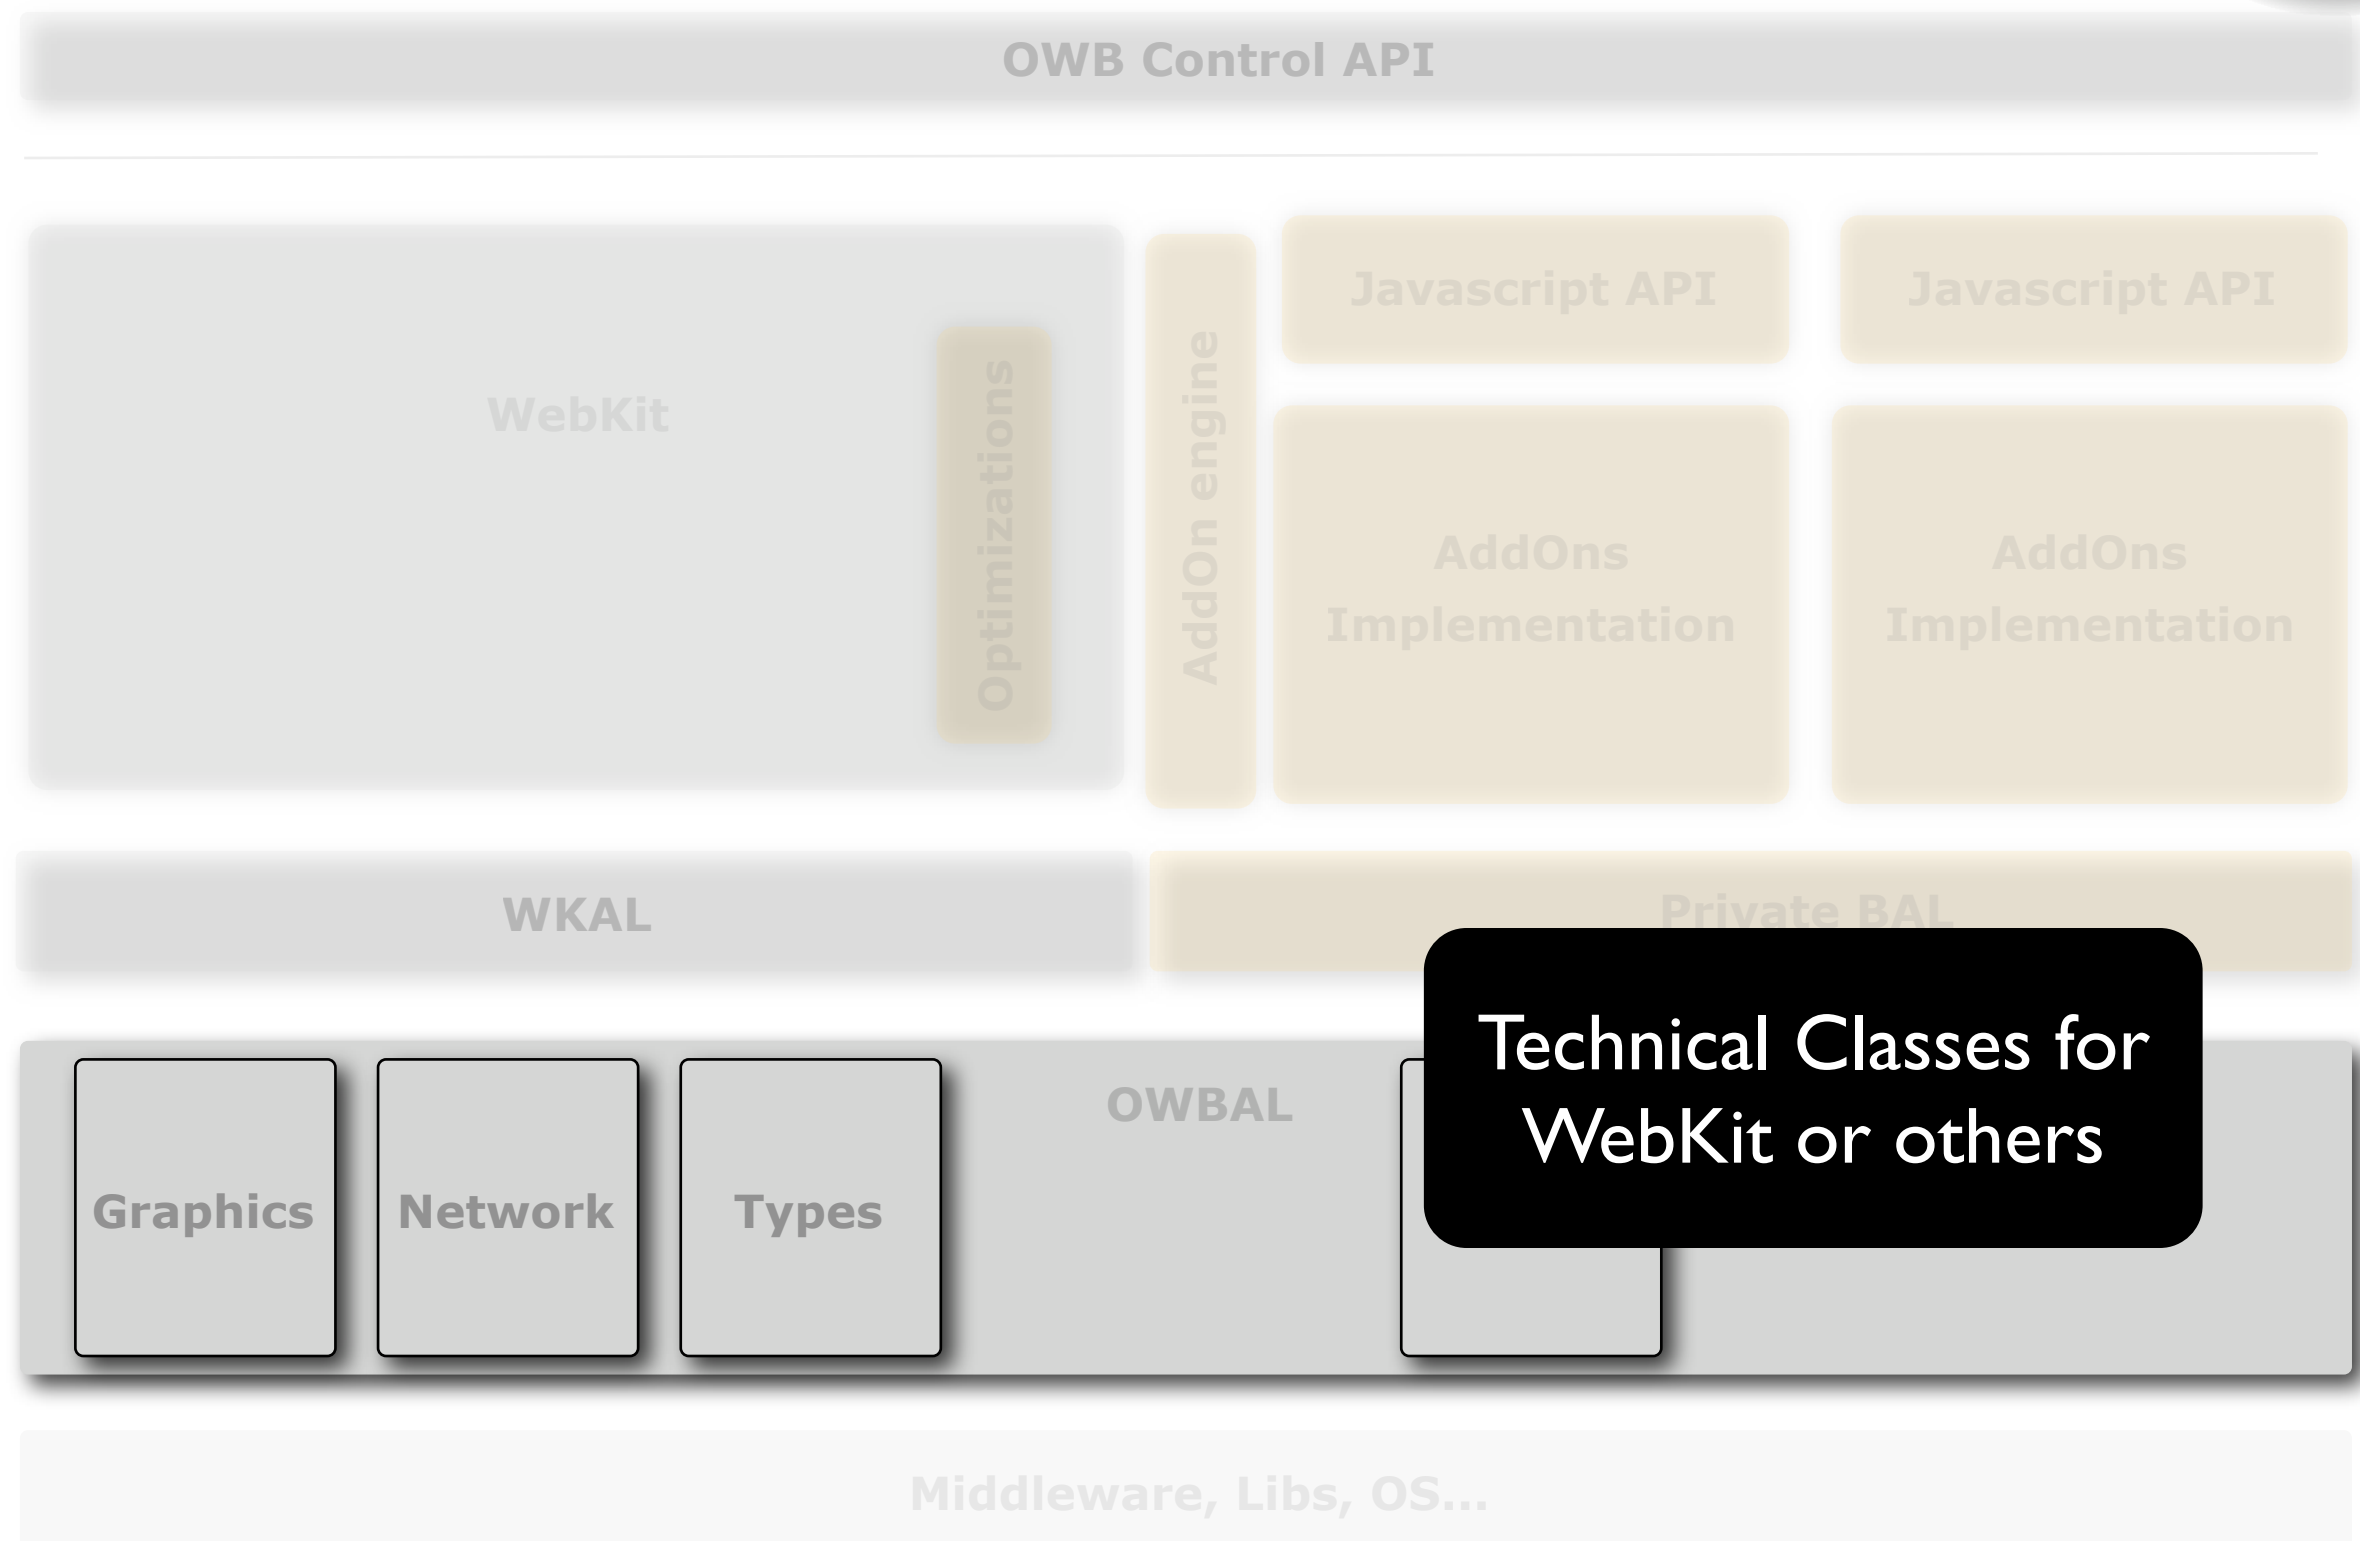 OWB Control API
WebKit
Optimizations
AddOn engine
Javascript API
Javascript API
AddOns
Implementation
AddOns
Implementation
WKAL
Private BAL
OWBAL
Graphics
Network
Types
Technical Classes for
WebKit or others
Middleware, Libs, OS...